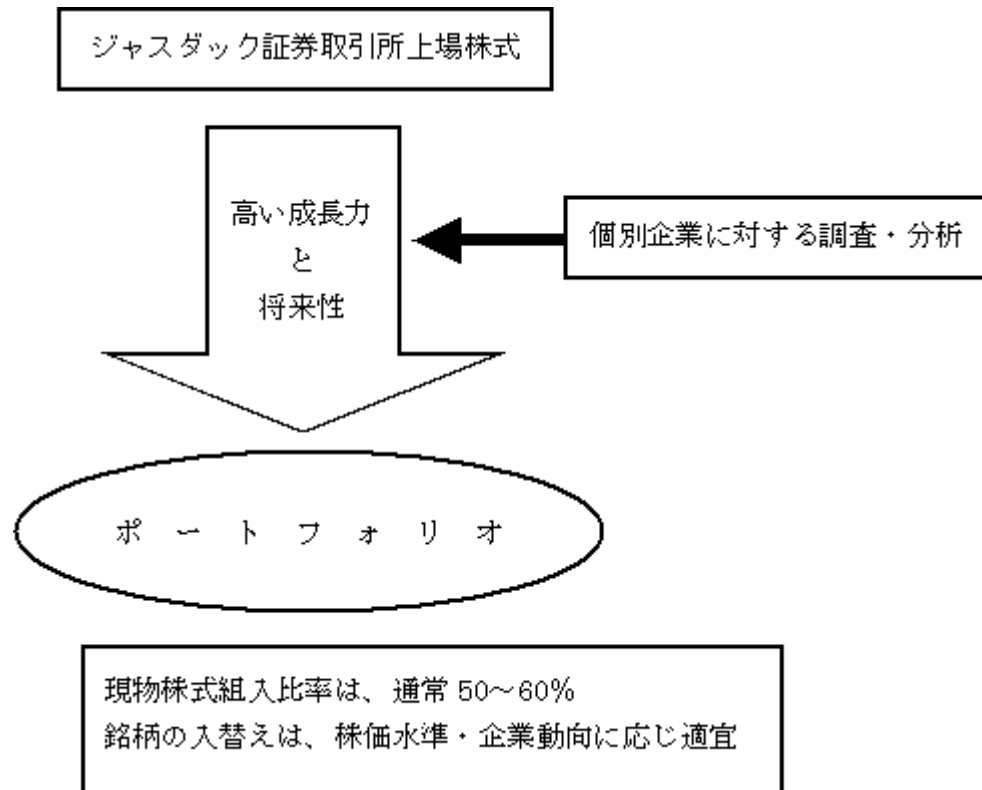 ジャスダック証券取引所上場株式
高い成長力
と
将来性
個別企業に対する調査・分析
ポートフォリオ
現物株式組入比率は、通常 50～60%
銘柄の入替えは、株価水準・企業動向に応じ適宜